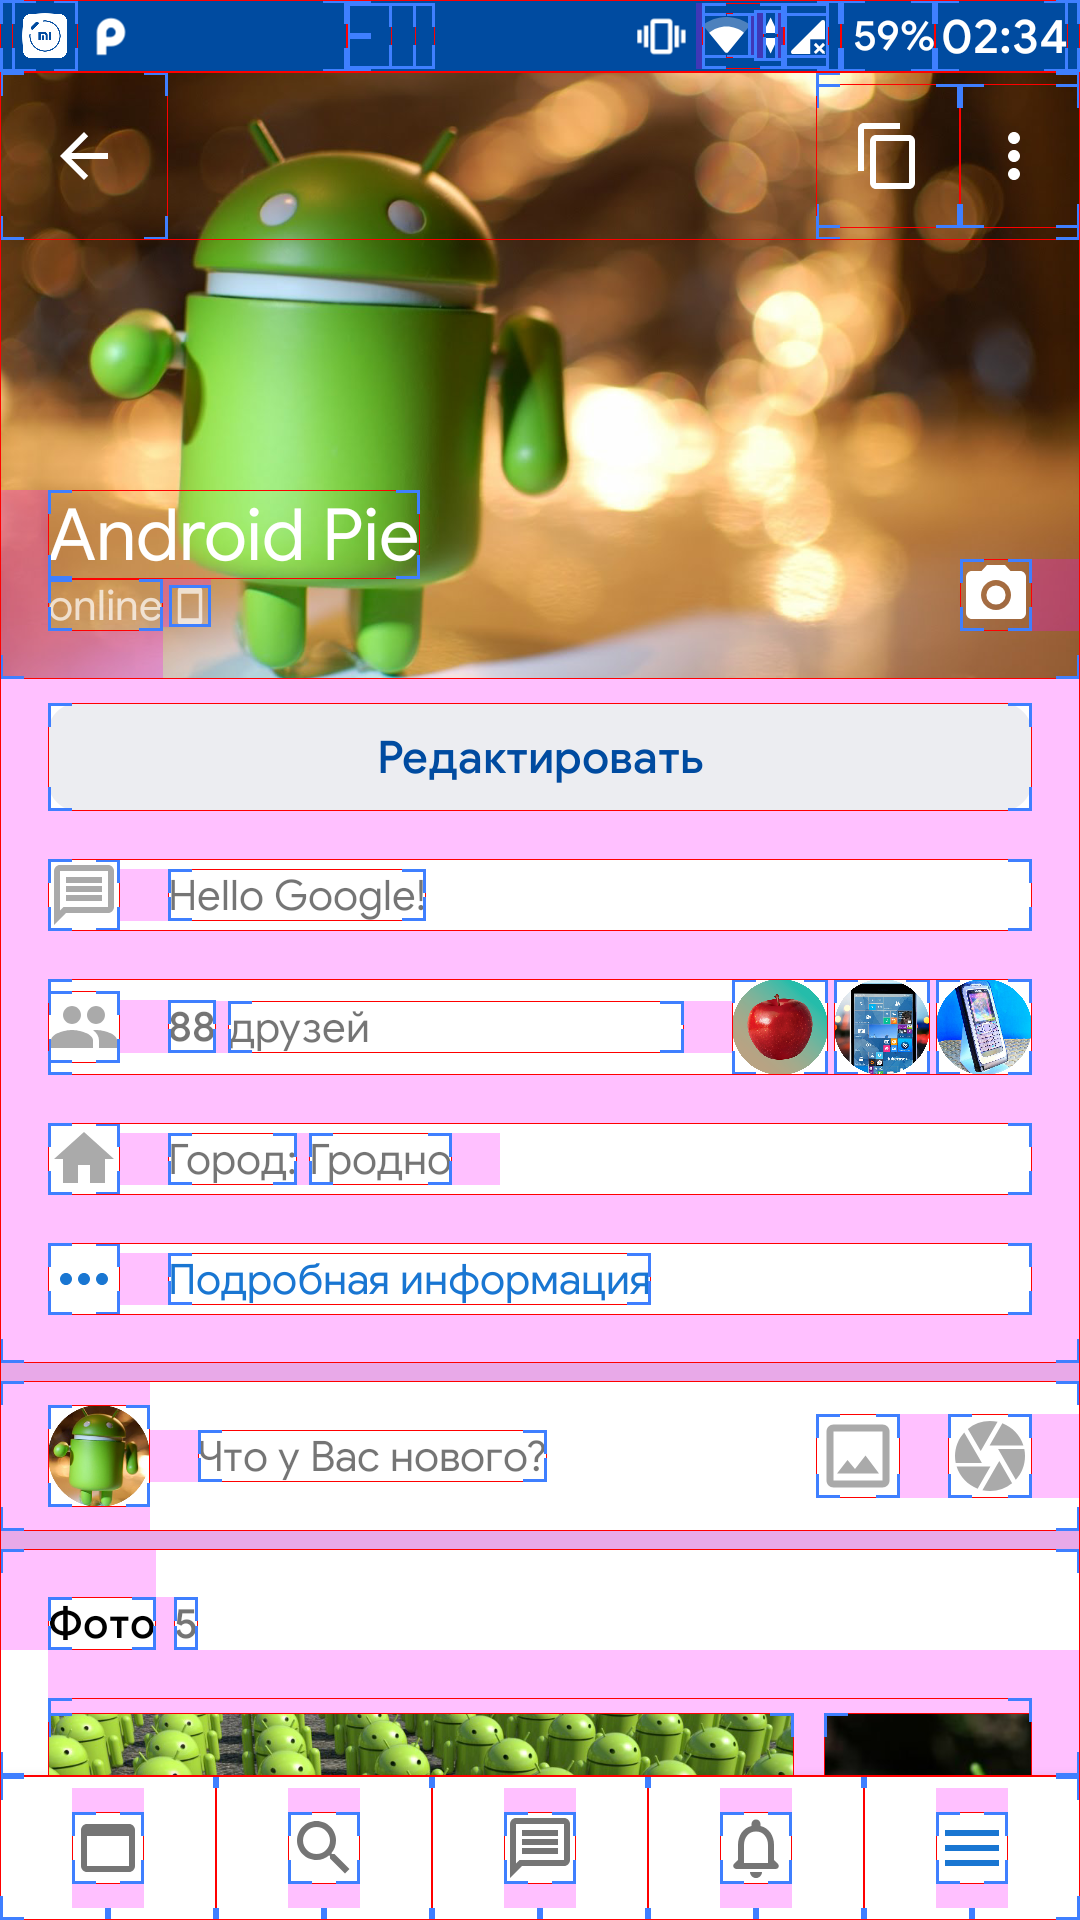 59% 02:34
Android Pie
online
Редактировать
Hello Google!
88 друзей
Город: Гродно
Подробная информация
Что у Вас нового?
Фото 5